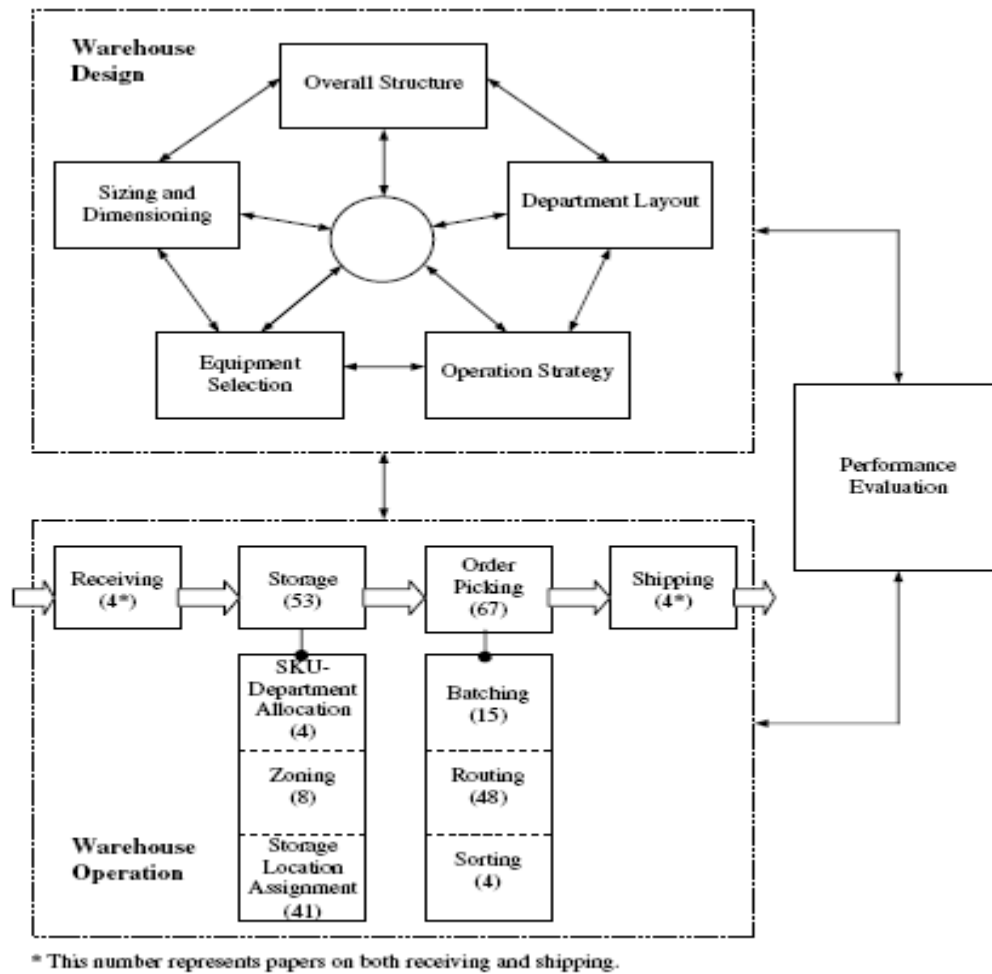 Warehouse
Design
Overall Structure
Sizing and
Dimensioning
Department Layout
Equipment
Selection
Operation Strategy
Performance
Evaluation
Receiving
(4*)
Storage
(53)
Order
Picking
(67)
Shipping
(4*)
SKU-
Department
Allocation
(4)
Zoning
(8)
Storage
Location
Assignment
(41)
Batching
(15)
Routing
(48)
Sorting
(4)
Warehouse
Operation
* This number represents papers on both receiving and shipping.